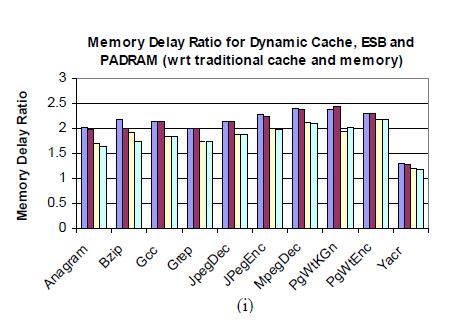 Memory Delay Ratio for Dynamic Cache, ESB and
PADRAM (wrt traditional cache and memory)
Memory Delay Ratio
3
2.5
2
1.5
1
0.5
0
Anagram
Bzip
Gcc
Grep
JpegDec
JPegEnc
MpegDec
PgWtKGn
PgWtEnc
Yacr
(i)